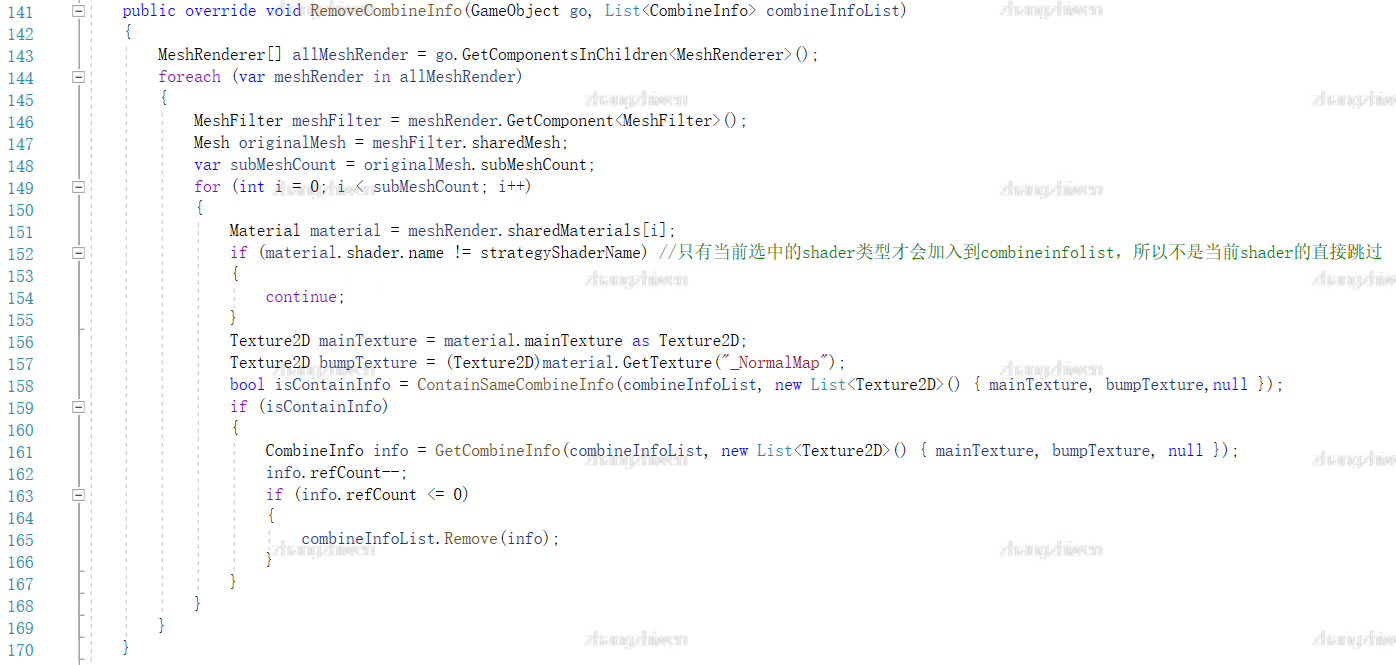 141 public override void RemoveCombineInfo(GameObject go, List<CombineInfo> combineInfoList)
142 {
143 MeshRenderer[] allMeshRender = go.GetComponentsInChildren<MeshRenderer>();
144 foreach (var meshRender in allMeshRender)
145 {
146 MeshFilter meshFilter = meshRender.GetComponent<MeshFilter>();
147 Mesh originalMesh = meshFilter.sharedMesh;
148 var subMeshCount = originalMesh.subMeshCount;
149 for (int i = 0; i < subMeshCount; i++)
150 {
151 Material material = meshRender.sharedMaterials[i];
152 if (material.shader.name != strategyShaderName) //只有当前选中的shader类型才会加入到combineinfolist，所以不是当前shader的直接跳过
153 {
154 continue;
155 }
156 Texture2D mainTexture = material.mainTexture as Texture2D;
157 Texture2D bumpTexture = (Texture2D)material.GetTexture("_NormalMap");
158 bool isContainInfo = ContainSameCombineInfo(combineInfoList, new List<Texture2D>() { mainTexture, bumpTexture,null });
159 if (isContainInfo)
160 {
161 CombineInfo info = GetCombineInfo(combineInfoList, new List<Texture2D>() { mainTexture, bumpTexture, null });
162 info.refCount--;
163 if (info.refCount <= 0)
164 {
165 combineInfoList.Remove(info);
166 }
167 }
168 }
169 }
170 }